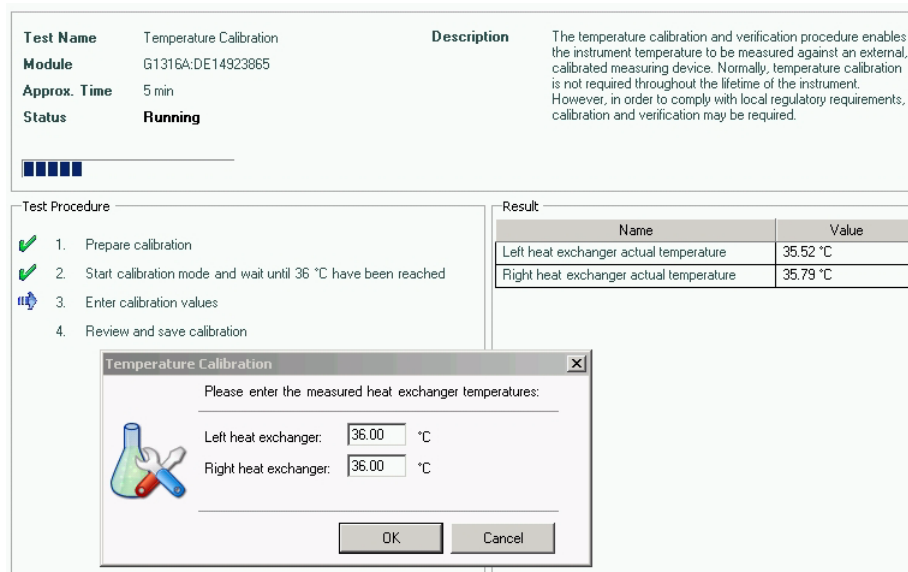 Test Name Temperature Calibration
Module G1316A:DE14923865
Approx. Time 5 min
Status Running
Description The temperature calibration and verification procedure enables
the instrument temperature to be measured against an external,
calibrated measuring device. Normally, temperature calibration
is not required throughout the lifetime of the instrument.
However, in order to comply with local regulatory requirements,
calibration and verification may be required.
Test Procedure
1. Prepare calibration
2. Start calibration mode and wait until 36 °C have been reached
3. Enter calibration values
4. Review and save calibration
Result
Name Value
Left heat exchanger actual temperature 35.52 °C
Right heat exchanger actual temperature 35.79 °C
Temperature Calibration
Please enter the measured heat exchanger temperatures:
Left heat exchanger: 36.00 °C
Right heat exchanger: 36.00 °C
OK Cancel